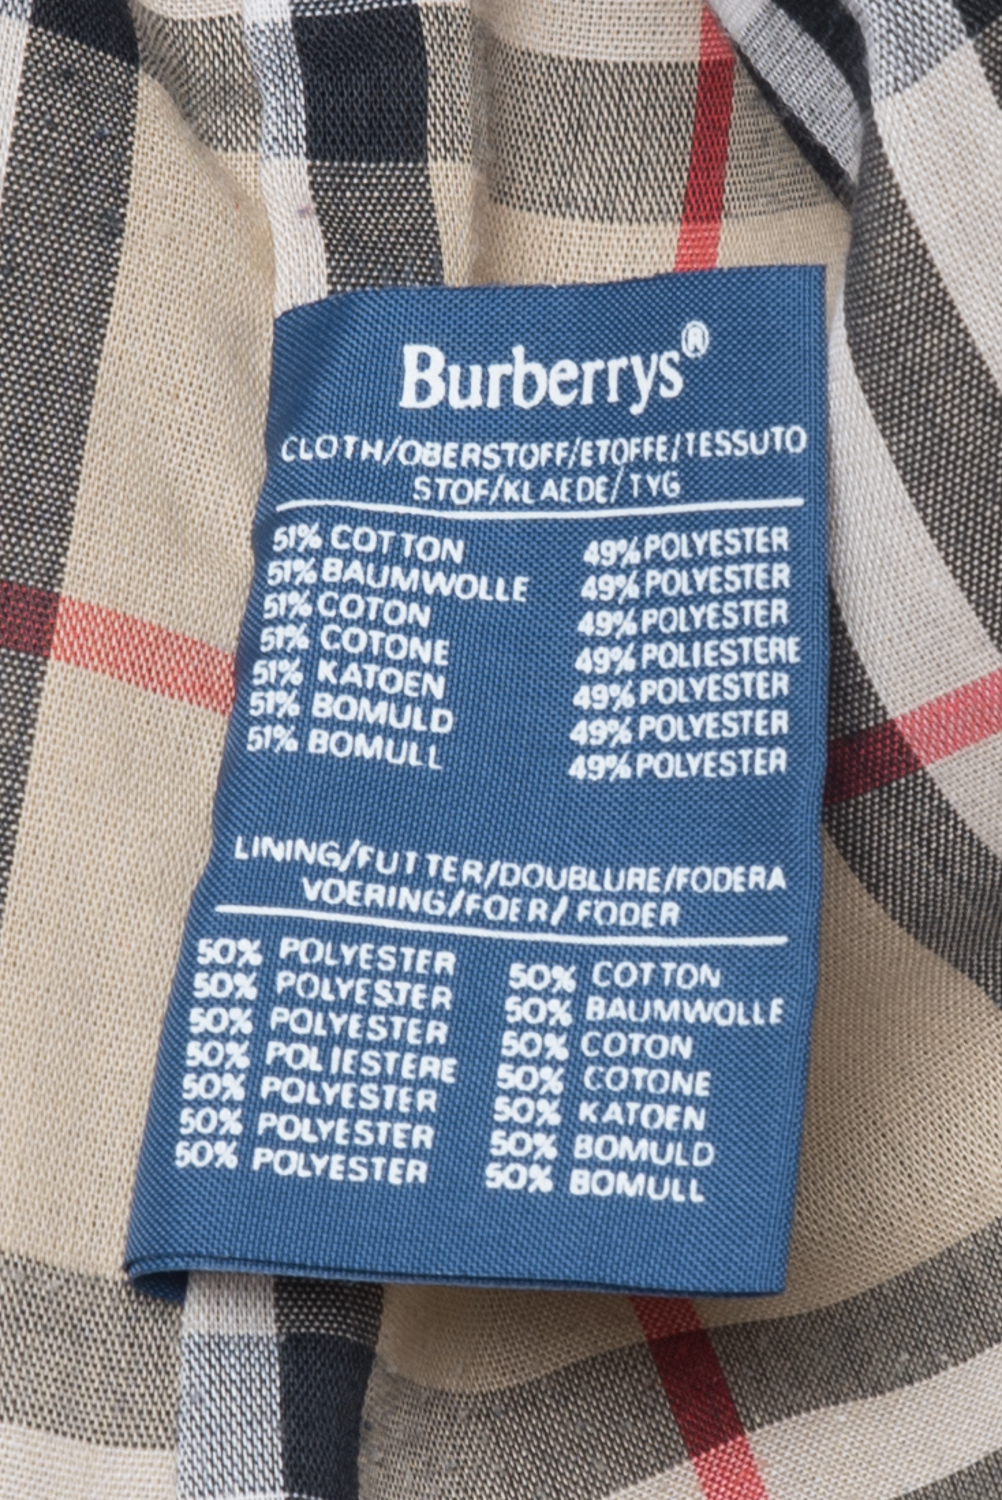 Burberrys®
CLOTH/OBERSTOFF/ETOFFE/TESSUTO
STOF/KLAEDE/TYG
51% COTTON 49% POLYESTER
51% BAUMWOLLE 49% POLYESTER
51% COTON 49% POLYESTER
51% COTONE 49% POLIESTERE
51% KATOEN 49% POLYESTER
51% BOMULD 49% POLYESTER
51% BOMULL 49% POLYESTER
LINING/FUTTER/DOUBLURE/FODERA
VOERING/FOER/FODER
50% POLYESTER 50% COTTON
50% POLYESTER 50% BAUMWOLLE
50% POLYESTER 50% COTON
50% POLIESTERE 50% COTONE
50% POLYESTER 50% KATOEN
50% POLYESTER 50% BOMULD
50% POLYESTER 50% BOMULL